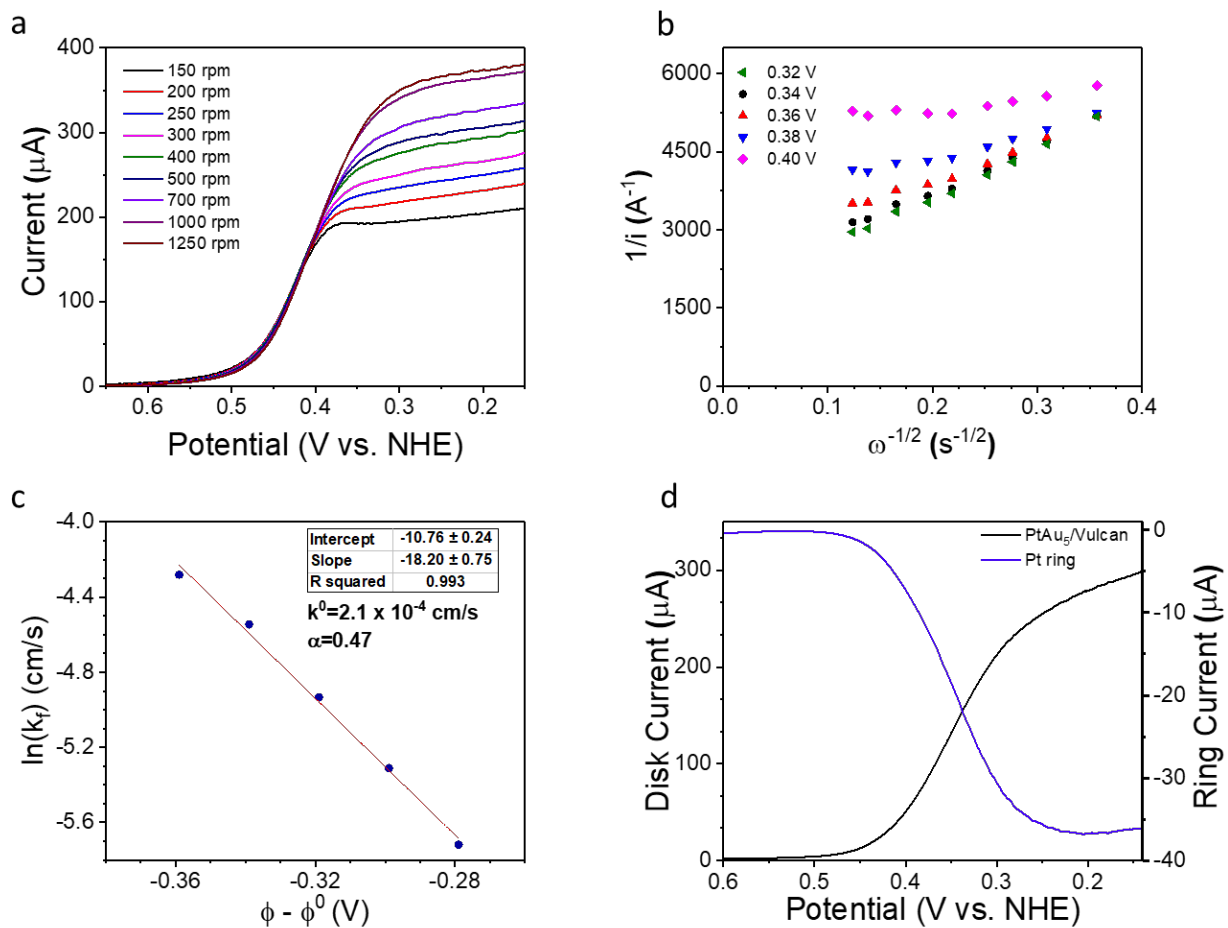 a
400
300
200
100
0
Current (μA)
150 rpm
200 rpm
250 rpm
300 rpm
400 rpm
500 rpm
700 rpm
1000 rpm
1250 rpm
0.6 0.5 0.4 0.3 0.2
Potential (V vs. NHE)
b
6000
4500
3000
1500
0
1/i (A⁻¹)
0.32 V
0.34 V
0.36 V
0.38 V
0.40 V
0.0 0.1 0.2 0.3 0.4
ω⁻¹/² (s⁻¹/²)
c
-4.0
-4.4
-4.8
-5.2
-5.6
ln(k_f) (cm/s)
Intercept -10.76 ± 0.24
Slope -18.20 ± 0.75
R squared 0.993
k⁰=2.1 x 10⁻⁴ cm/s
α=0.47
-0.36 -0.32 -0.28
ϕ - ϕ⁰ (V)
d
300
200
100
0
Disk Current (μA)
PtAu₅/Vulcan
Pt ring
0
-10
-20
-30
-40
Ring Current (μA)
0.6 0.5 0.4 0.3 0.2
Potential (V vs. NHE)